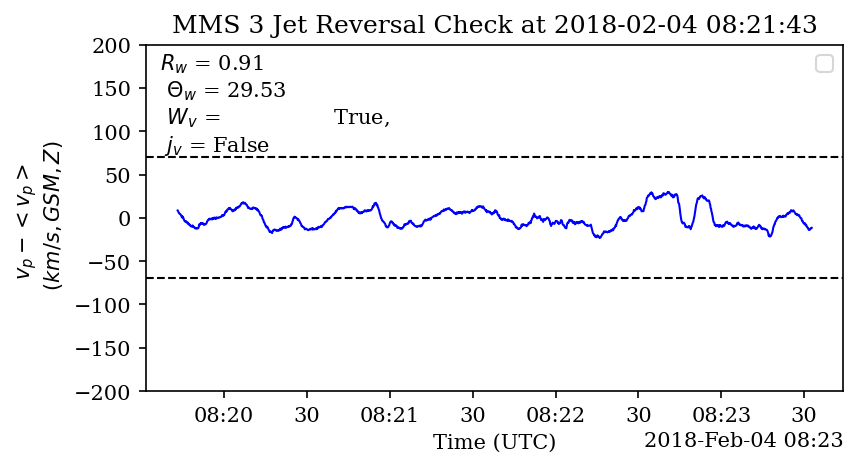 MMS 3 Jet Reversal Check at 2018-02-04 08:21:43
R_w = 0.91
Θ_w = 29.53
W_v = True,
j_v = False
v_p − < v_p >
(km/s, GSM, Z)
200
150
100
50
0
−50
−100
−150
−200
08:20 30 08:21 30 08:22 30 08:23 30
Time (UTC) 2018-Feb-04 08:23